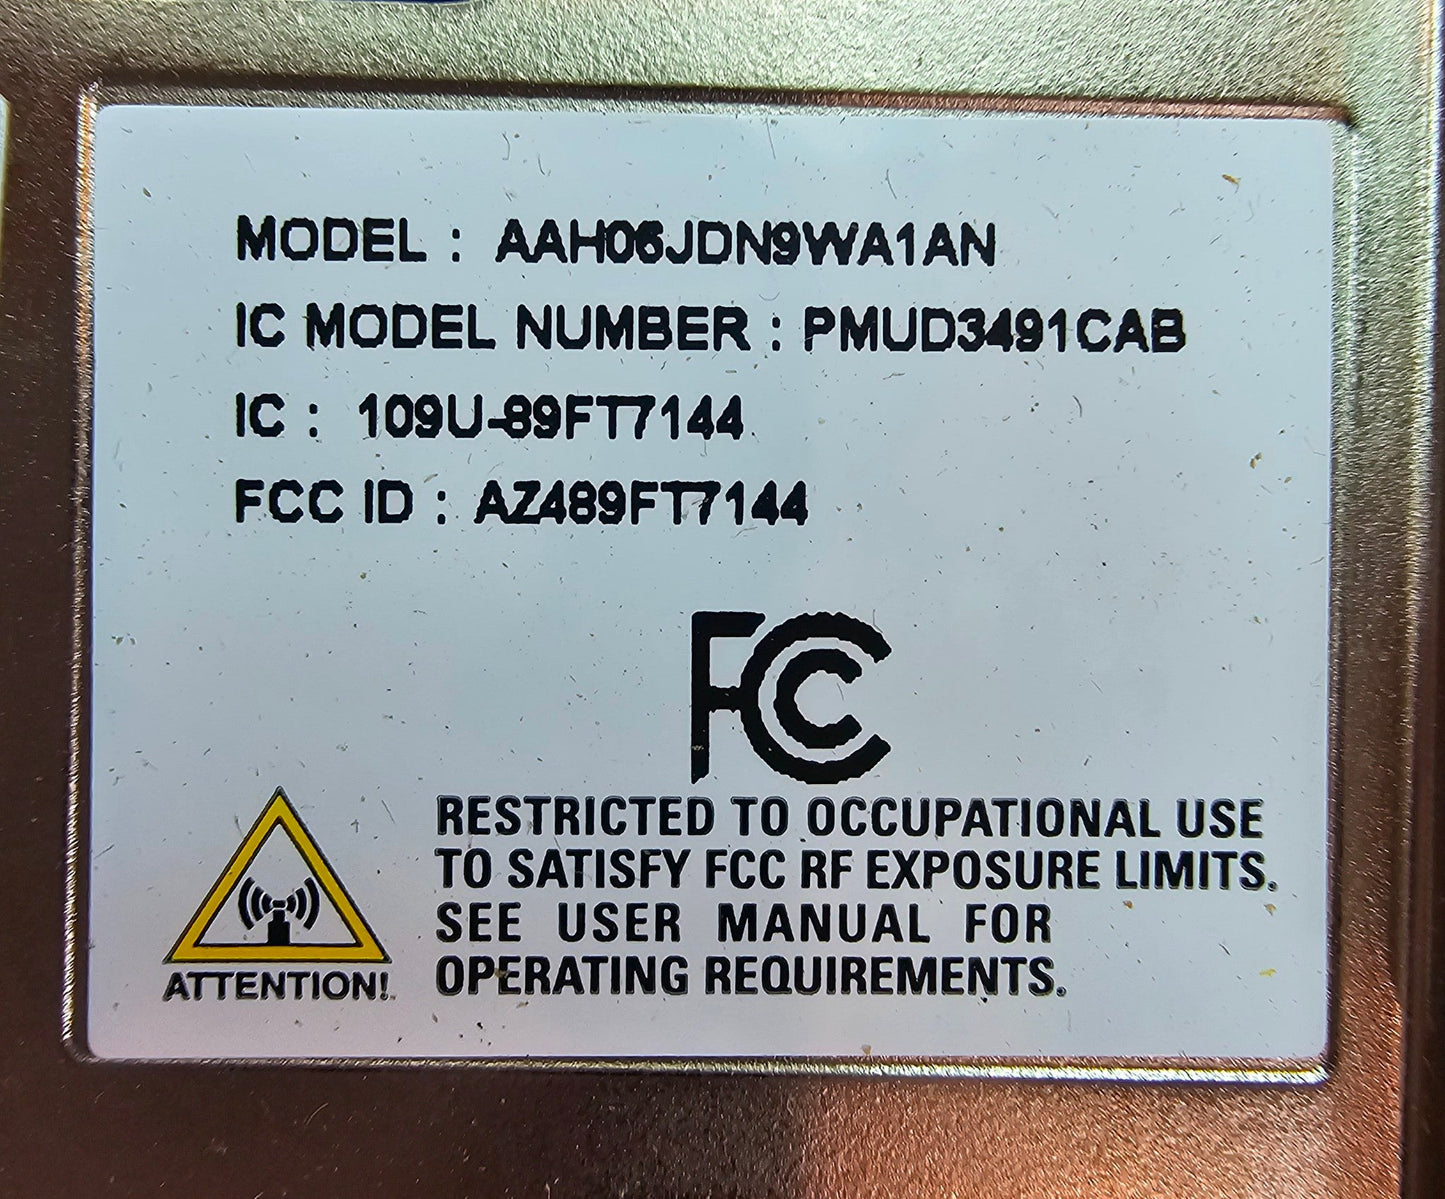 MODEL : AAH06JDN9WA1AN
IC MODEL NUMBER : PMUD3491CAB
IC : 109U-89FT7144
FCC ID : AZ489FT7144
FCC
RESTRICTED TO OCCUPATIONAL USE
TO SATISFY FCC RF EXPOSURE LIMITS.
SEE USER MANUAL FOR
OPERATING REQUIREMENTS.
ATTENTION!